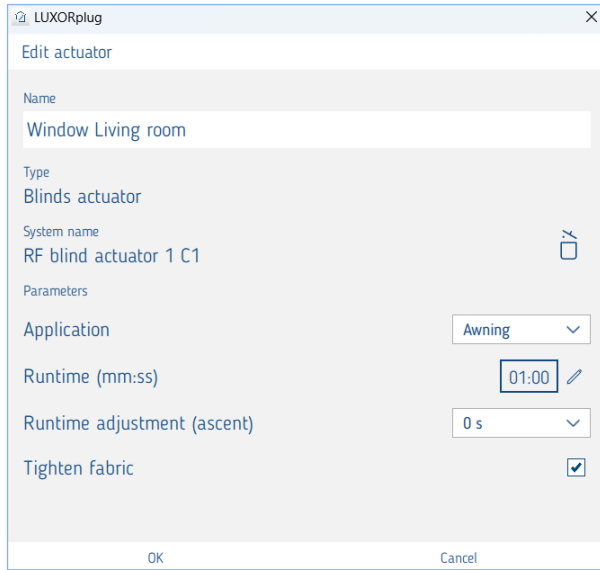 LUXORplug
Edit actuator
Name
Window Living room
Type
Blinds actuator
System name
RF blind actuator 1 C1
Parameters
Application Awning
Runtime (mm:ss) 01:00
Runtime adjustment (ascent) 0 s
Tighten fabric
OK Cancel